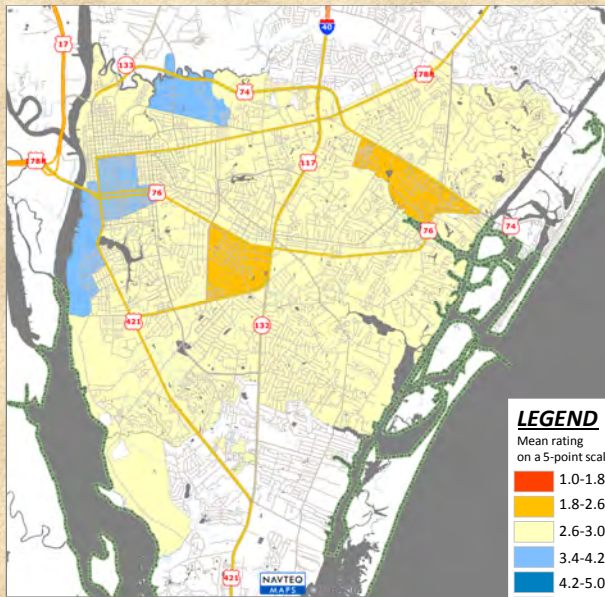 17
133
40
74
17BR
117
17BR
76
76
74
421
132
421
NAVTEQ
MAPS
LEGEND
Mean rating
on a 5-point scal
1.0-1.8
1.8-2.6
2.6-3.0
3.4-4.2
4.2-5.0